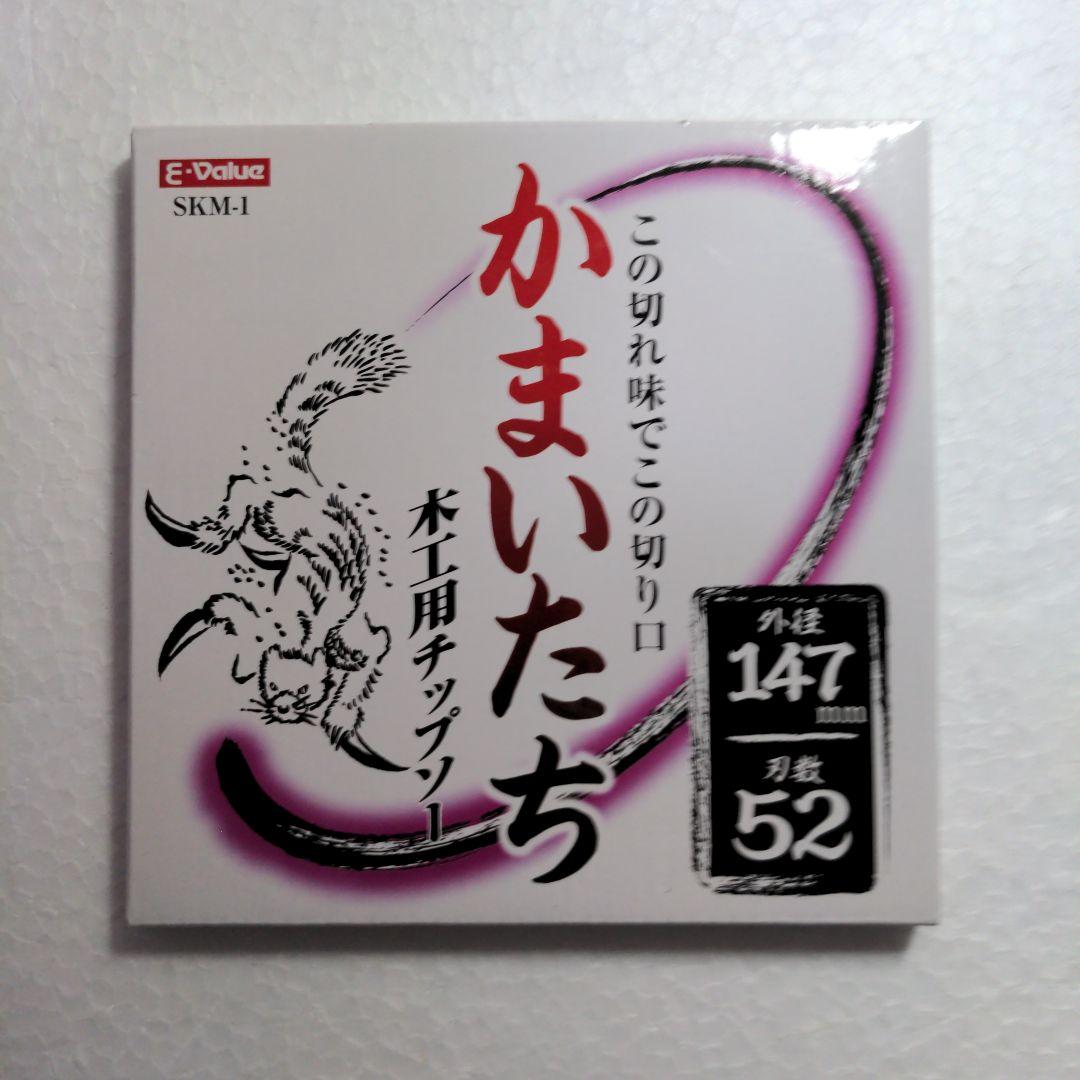 E-Value
SKM-1
この切れ味でこの切り口
かまいたち
木工用チップソー
外径
147
mm
刃数
52